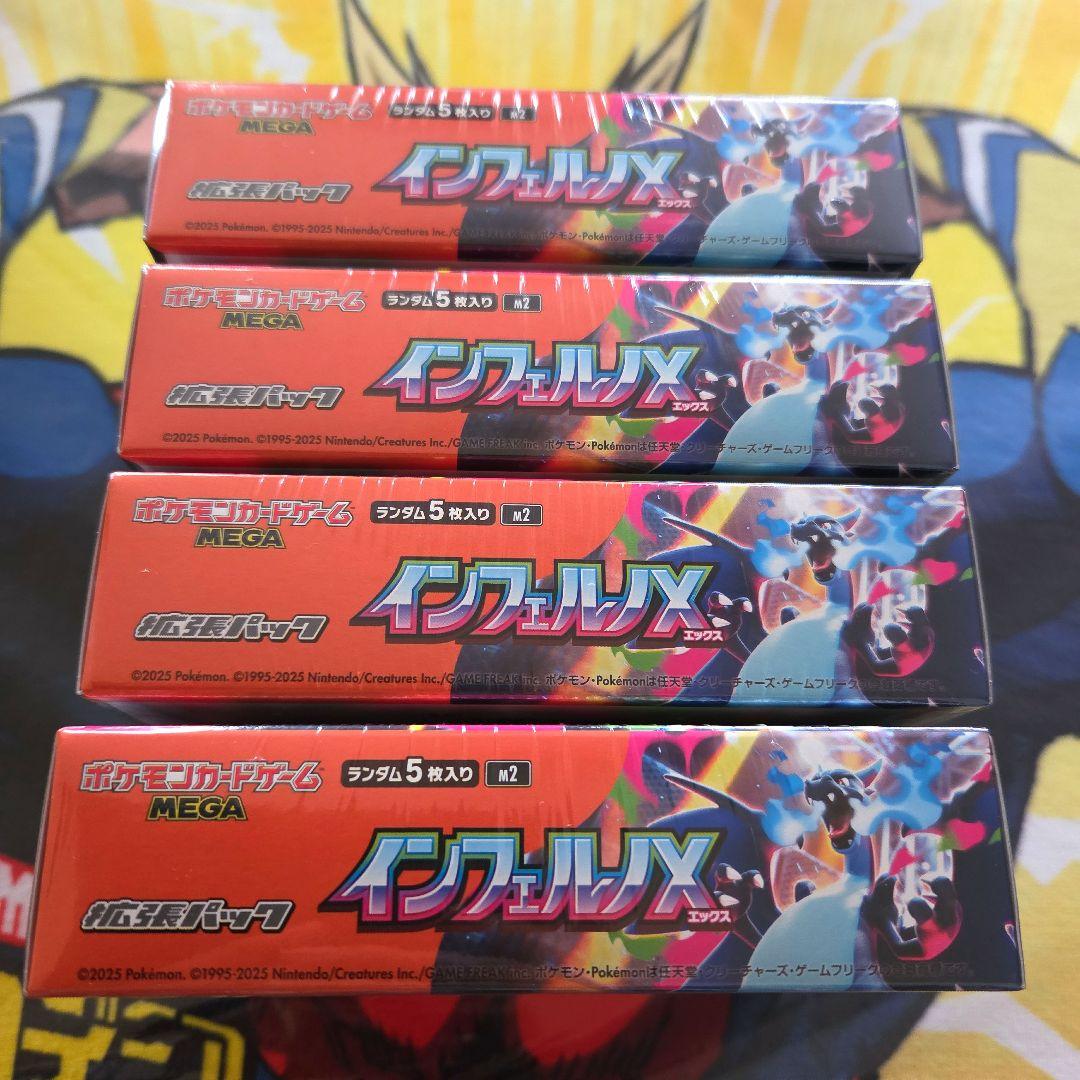 ポケモンカードゲーム
MEGA
ランダム5枚入り M2
インフェルノX
エックス
拡張パック
©2025 Pokémon. ©1995-2025 Nintendo/Creatures Inc./GAME FREAK inc. ポケモン・Pokémonは任天堂・クリーチャーズ・ゲームフリークの
ポケモンカードゲーム
MEGA
ランダム5枚入り M2
インフェルノX
エックス
拡張パック
©2025 Pokémon. ©1995-2025 Nintendo/Creatures Inc./GAME FREAK inc. ポケモン・Pokémonは任天堂・クリーチャーズ・ゲームフリークの
ポケモンカードゲーム
MEGA
ランダム5枚入り M2
インフェルノX
エックス
拡張パック
©2025 Pokémon. ©1995-2025 Nintendo/Creatures Inc./GAME FREAK inc. ポケモン・Pokémonは任天堂・クリーチャーズ・ゲームフリークの登録商標です。
ポケモンカードゲーム
MEGA
ランダム5枚入り M2
インフェルノX
エックス
拡張パック
©2025 Pokémon. ©1995-2025 Nintendo/Creatures Inc./GAME FREAK inc. ポケモン・Pokémonは任天堂・クリーチャーズ・ゲームフリークの登録商標です。